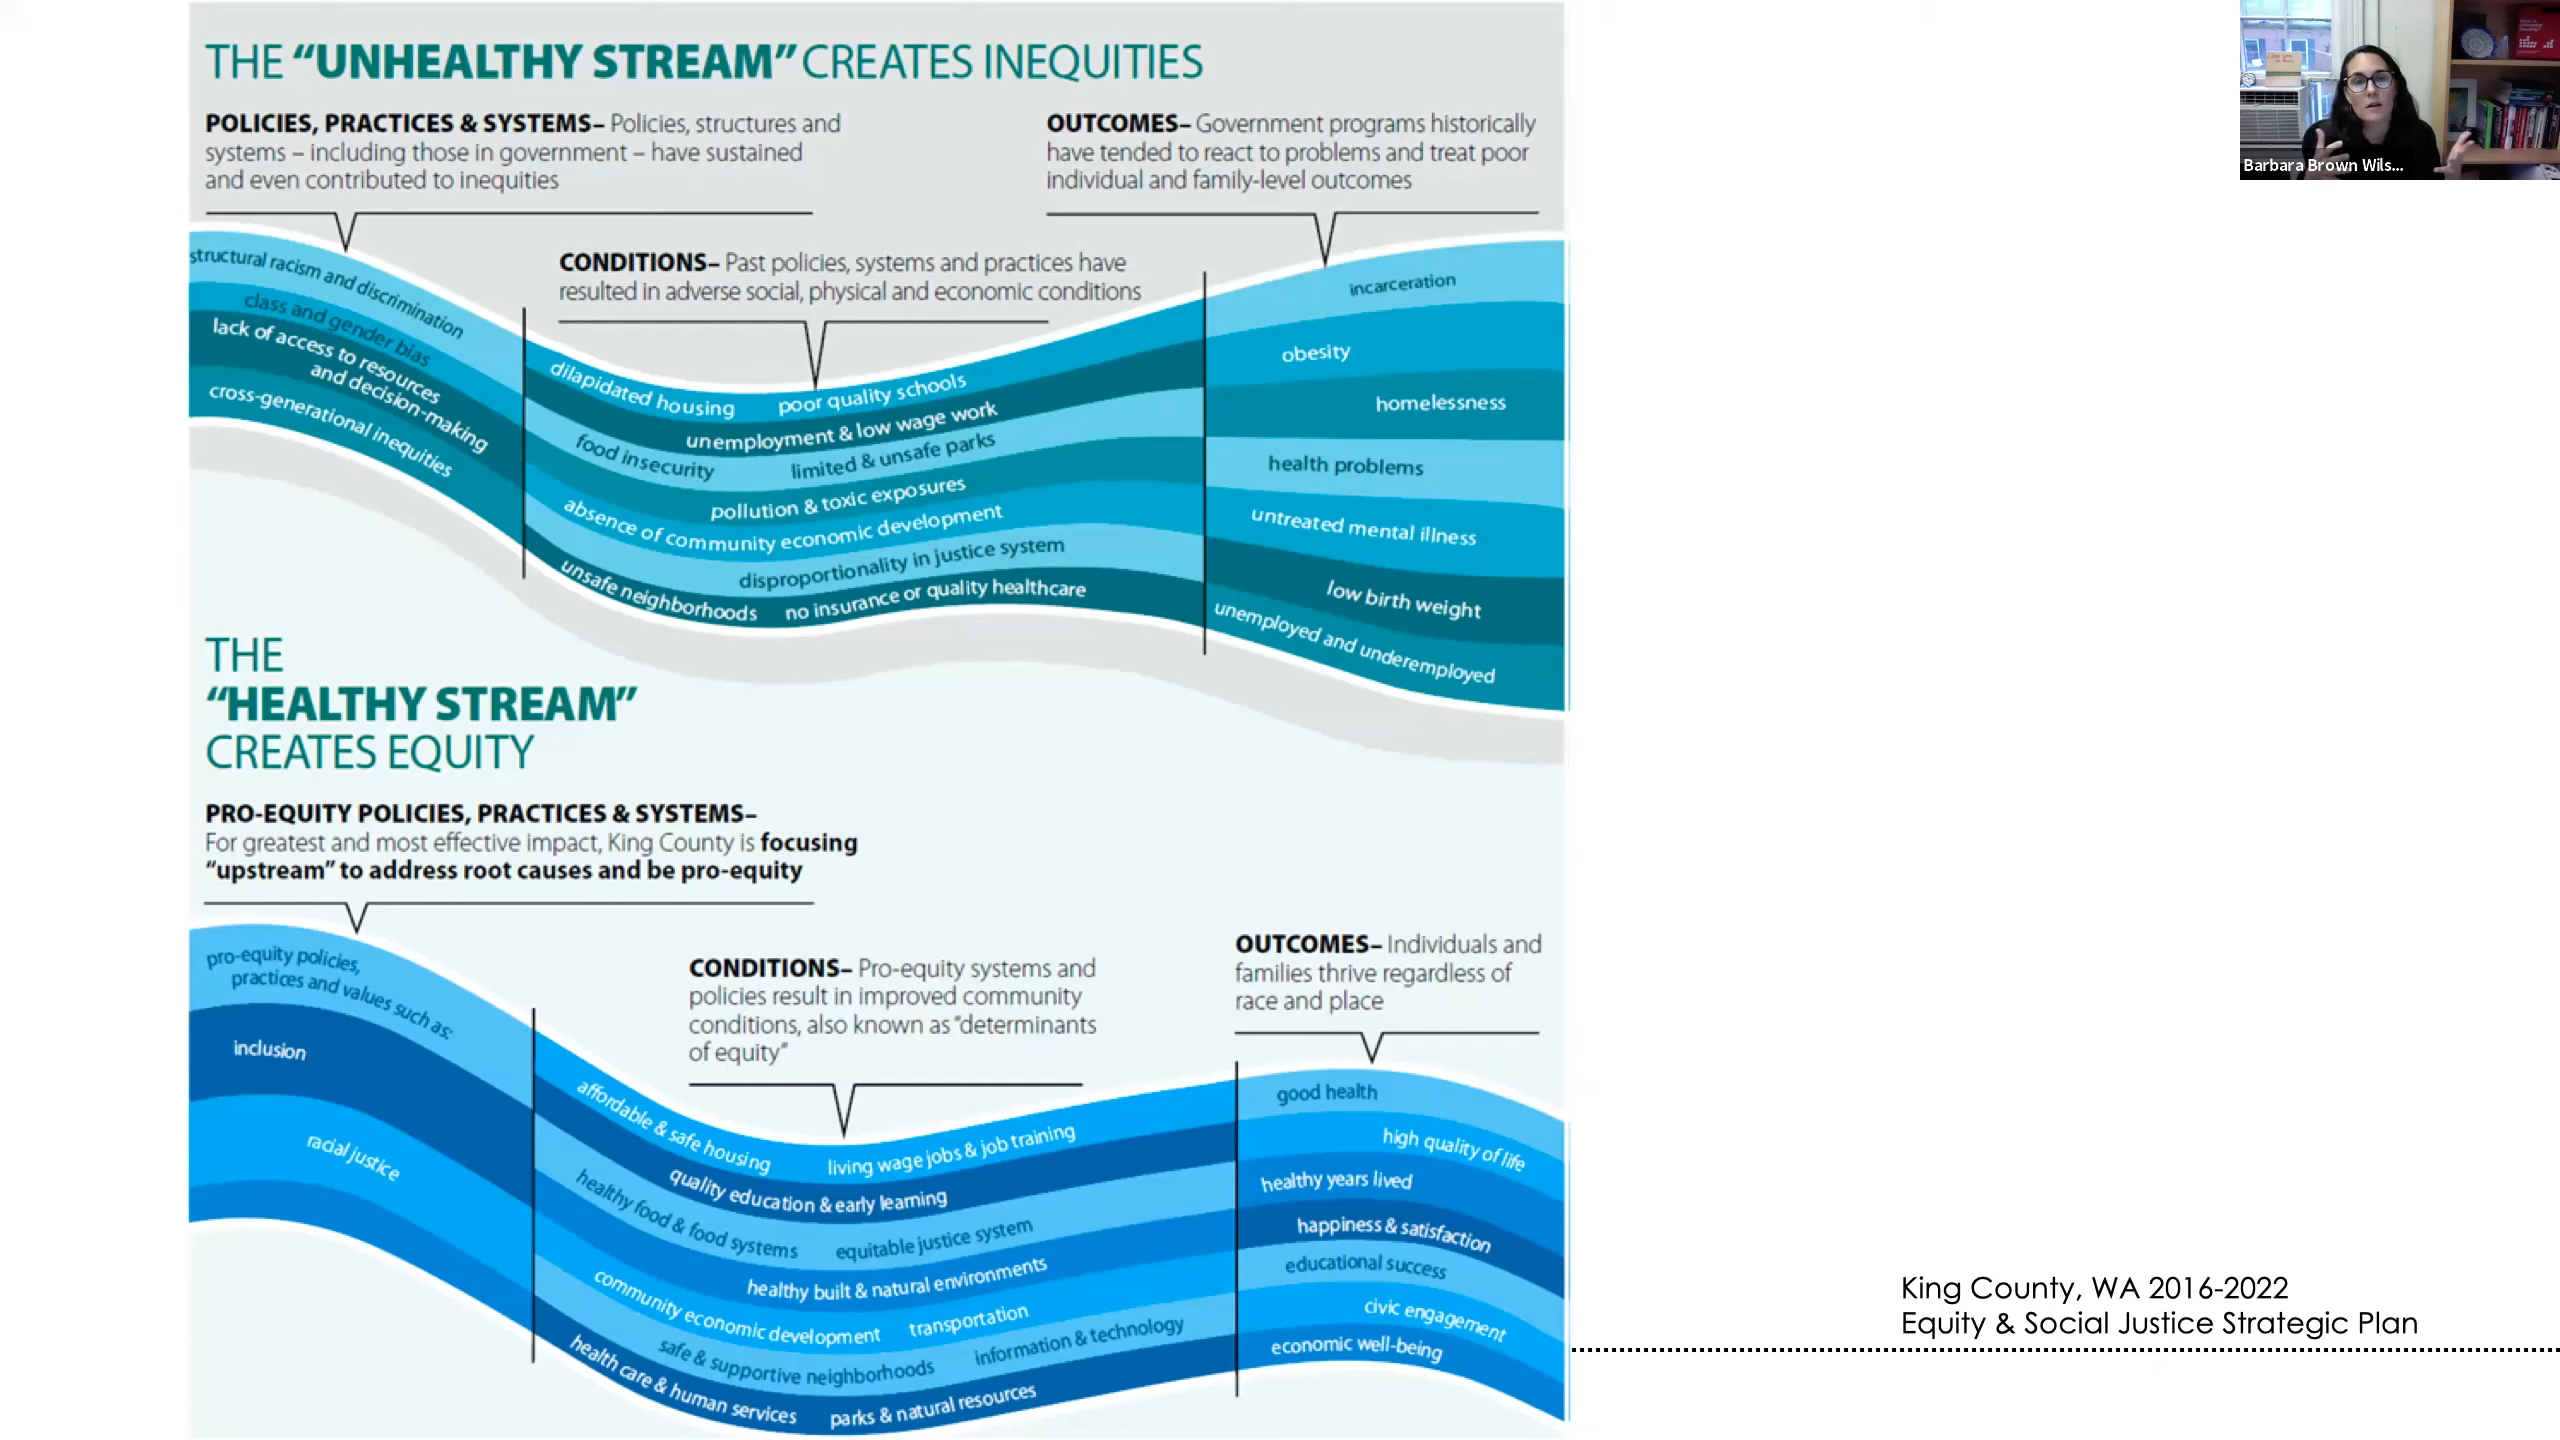 THE “UNHEALTHY STREAM” CREATES INEQUITIES
POLICIES, PRACTICES & SYSTEMS– Policies, structures and
systems – including those in government – have sustained
and even contributed to inequities
OUTCOMES– Government programs historically
have tended to react to problems and treat poor
individual and family-level outcomes
CONDITIONS– Past policies, systems and practices have
resulted in adverse social, physical and economic conditions
structural racism and discrimination
class and gender bias
lack of access to resources
and decision-making
cross-generational inequities
dilapidated housing
poor quality schools
unemployment & low wage work
food insecurity
limited & unsafe parks
pollution & toxic exposures
absence of community economic development
disproportionality in justice system
unsafe neighborhoods
no insurance or quality healthcare
incarceration
obesity
homelessness
health problems
untreated mental illness
low birth weight
unemployed and underemployed
THE
“HEALTHY STREAM”
CREATES EQUITY
PRO-EQUITY POLICIES, PRACTICES & SYSTEMS–
For greatest and most effective impact, King County is focusing
“upstream” to address root causes and be pro-equity
CONDITIONS– Pro-equity systems and
policies result in improved community
conditions, also known as “determinants
of equity”
OUTCOMES– Individuals and
families thrive regardless of
race and place
pro-equity policies,
practices and values such as:
inclusion
racial justice
affordable & safe housing
living wage jobs & job training
quality education & early learning
healthy food & food systems
equitable justice system
healthy built & natural environments
community economic development
transportation
safe & supportive neighborhoods
information & technology
health care & human services
parks & natural resources
good health
high quality of life
healthy years lived
happiness & satisfaction
educational success
civic engagement
economic well-being
King County, WA 2016-2022
Equity & Social Justice Strategic Plan
Barbara Brown Wils...